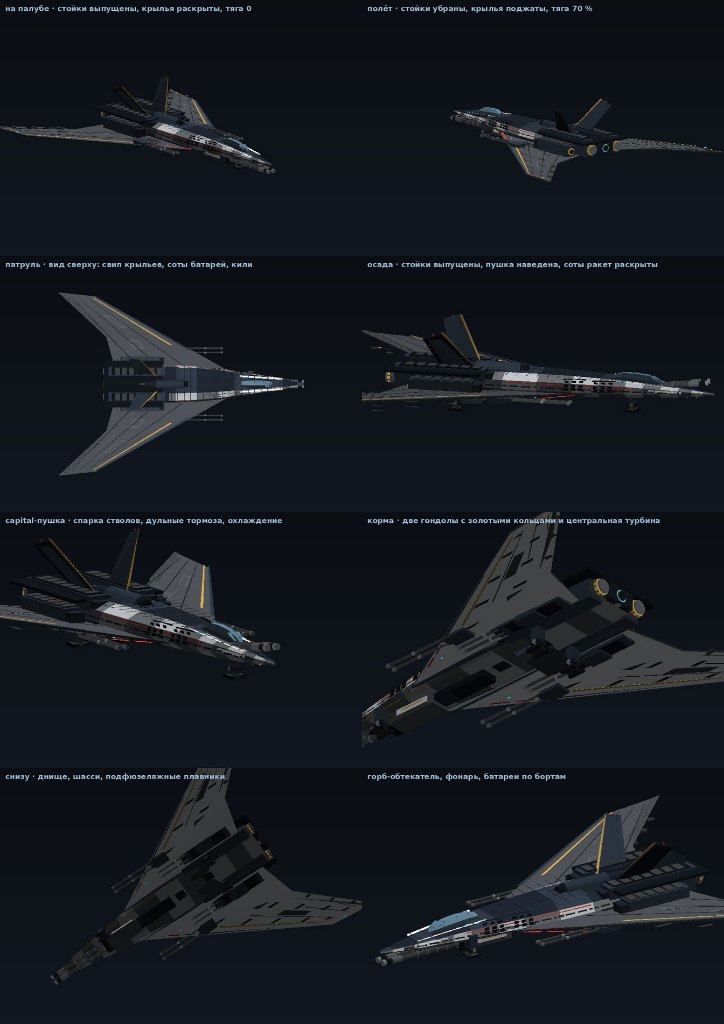 на палубе · стойки выпущены, крылья раскрыты, тяга 0
полёт · стойки убраны, крылья поджаты, тяга 70 %
патруль · вид сверху: свип крыльев, соты батарей, кили
осада · стойки выпущены, пушка наведена, соты ракет раскрыты
capital-пушка · спарка стволов, дульные тормоза, охлаждение
корма · две гондолы с золотыми кольцами и центральная турбина
снизу · днище, шасси, подфюзеляжные плавники
горб-обтекатель, фонарь, батареи по бортам